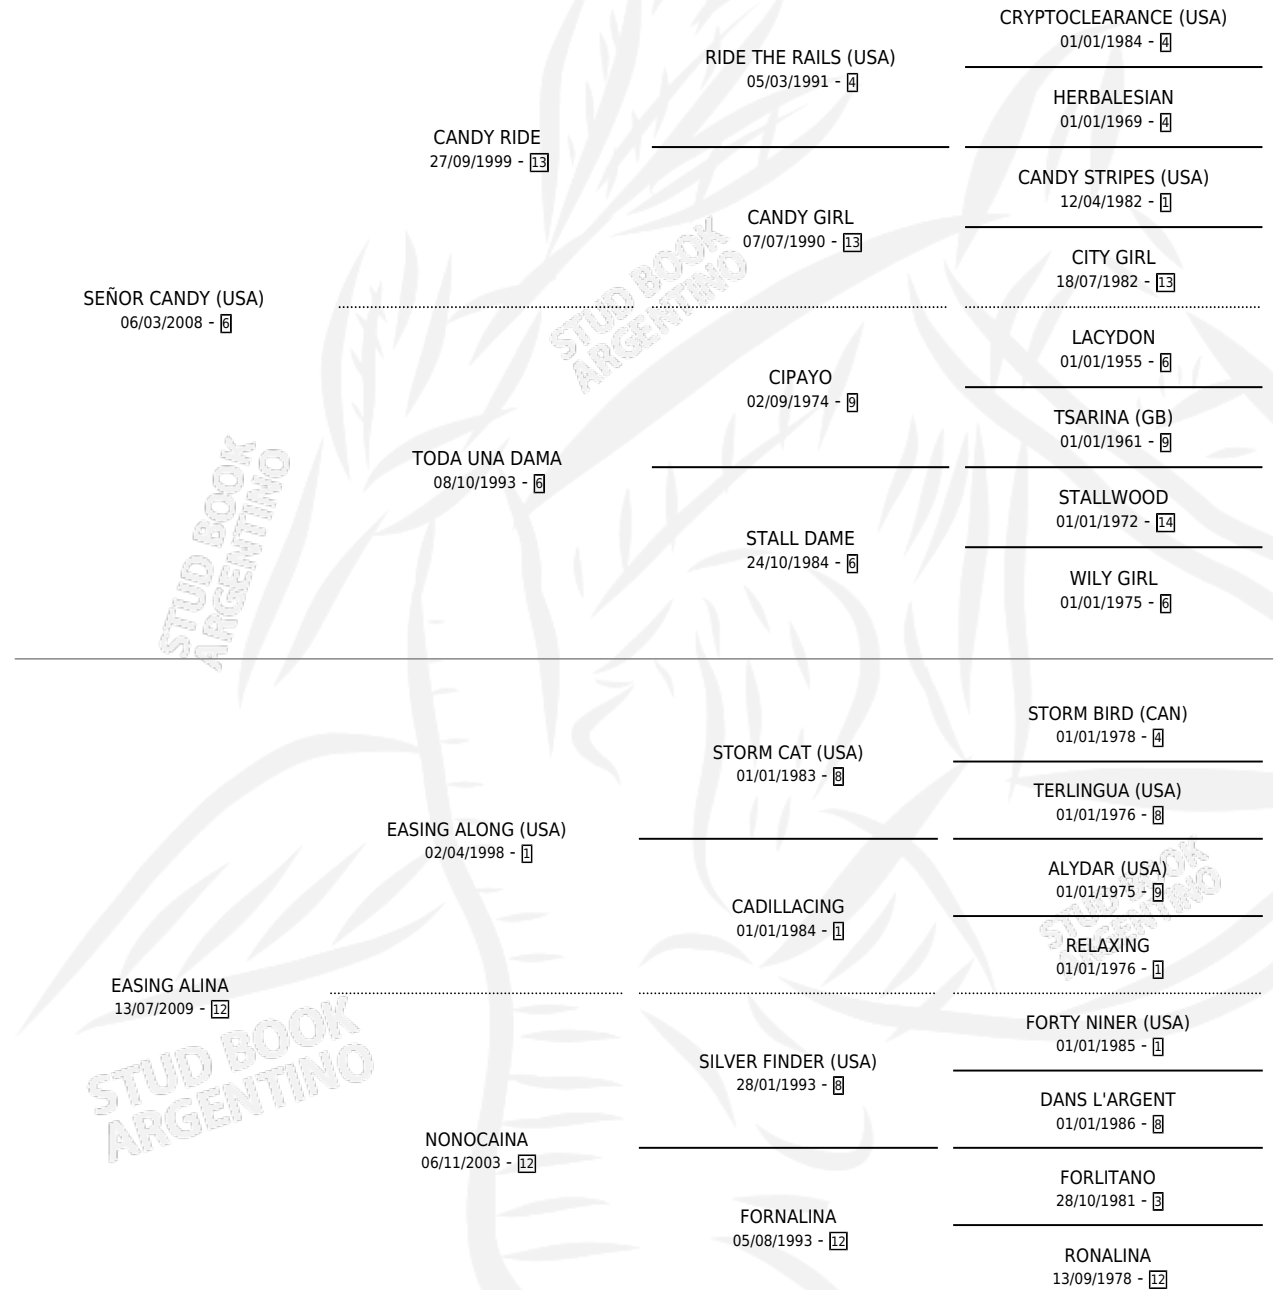 CRYPTOCLEARANCE (USA)
01/01/1984 - 4
RIDE THE RAILS (USA)
05/03/1991 - 4
HERBALESIAN
01/01/1969 - 4
CANDY RIDE
27/09/1999 - 13
CANDY STRIPES (USA)
12/04/1982 - 1
CANDY GIRL
07/07/1990 - 13
CITY GIRL
18/07/1982 - 13
SEÑOR CANDY (USA)
06/03/2008 - 6
LACYDON
01/01/1955 - 6
CIPAYO
02/09/1974 - 9
TSARINA (GB)
01/01/1961 - 9
TODA UNA DAMA
08/10/1993 - 6
STALLWOOD
01/01/1972 - 14
STALL DAME
24/10/1984 - 6
WILY GIRL
01/01/1975 - 6
STORM BIRD (CAN)
01/01/1978 - 4
STORM CAT (USA)
01/01/1983 - 8
TERLINGUA (USA)
01/01/1976 - 8
EASING ALONG (USA)
02/04/1998 - 1
ALYDAR (USA)
01/01/1975 - 9
CADILLACING
01/01/1984 - 1
RELAXING
01/01/1976 - 1
EASING ALINA
13/07/2009 - 12
FORTY NINER (USA)
01/01/1985 - 1
SILVER FINDER (USA)
28/01/1993 - 8
DANS L'ARGENT
01/01/1986 - 8
NONOCAINA
06/11/2003 - 12
FORLITANO
28/10/1981 - 3
FORNALINA
05/08/1993 - 12
RONALINA
13/09/1978 - 12
STUD BOOK
ARGENTINO
STUD BOOK
ARGENTINO
STUD BOOK
ARGENTINO
STUD BOOK
ARGENTINO